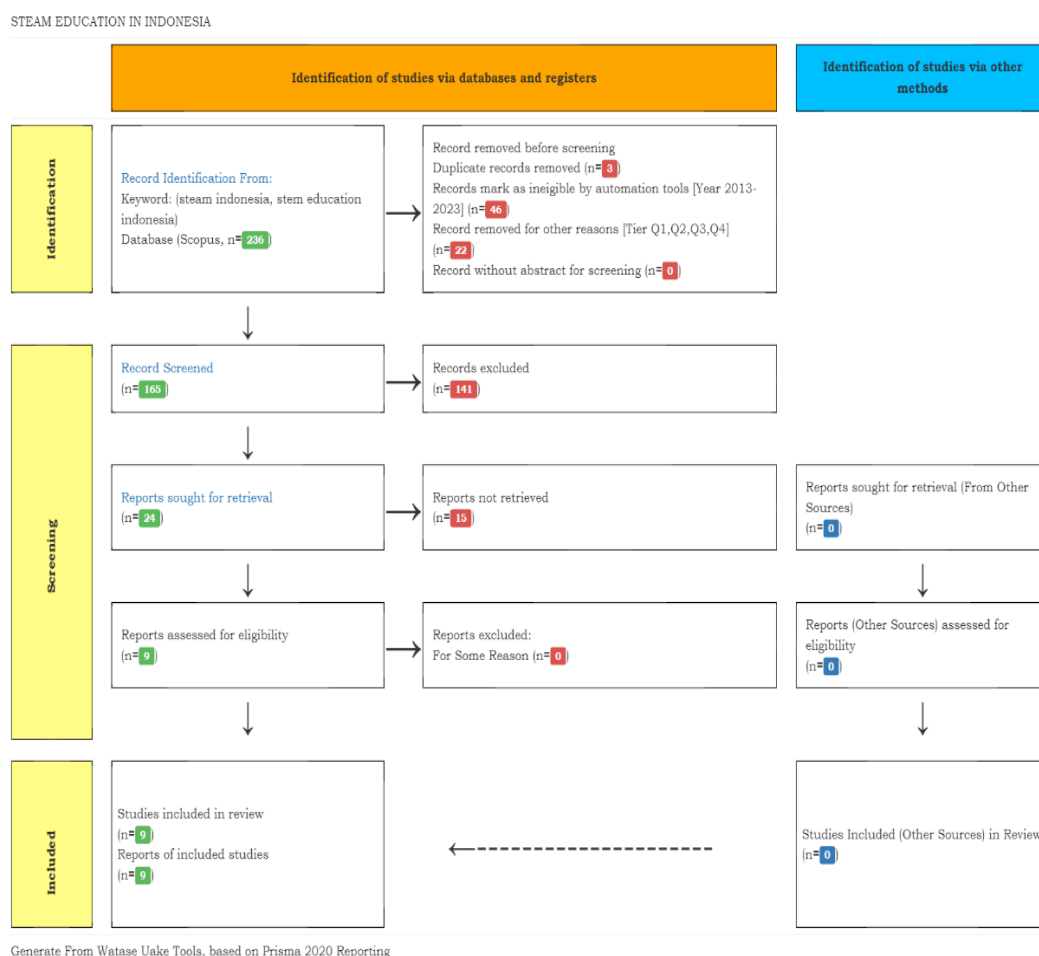 STEAM EDUCATION IN INDONESIA
Identification of studies via databases and registers
Identification of studies via other
methods
Identification
Record Identification From:
Keyword: (steam indonesia, stem education
indonesia)
Database (Scopus, n=236)
Record removed before screening
Duplicate records removed (n=3)
Records mark as ineigible by automation tools [Year 2013-
2023] (n=46)
Record removed for other reasons [Tier Q1,Q2,Q3,Q4]
(n=22)
Record without abstract for screening (n=0)
Screening
Record Screened
(n=165)
Records excluded
(n=141)
Reports sought for retrieval
(n=24)
Reports not retrieved
(n=15)
Reports sought for retrieval (From Other
Sources)
(n=0)
Reports assessed for eligibility
(n=9)
Reports excluded:
For Some Reason (n=0)
Reports (Other Sources) assessed for
eligibility
(n=0)
Included
Studies included in review
(n=9)
Reports of included studies
(n=9)
Studies Included (Other Sources) in Review
(n=0)
Generate From Watase Uake Tools, based on Prisma 2020 Reporting